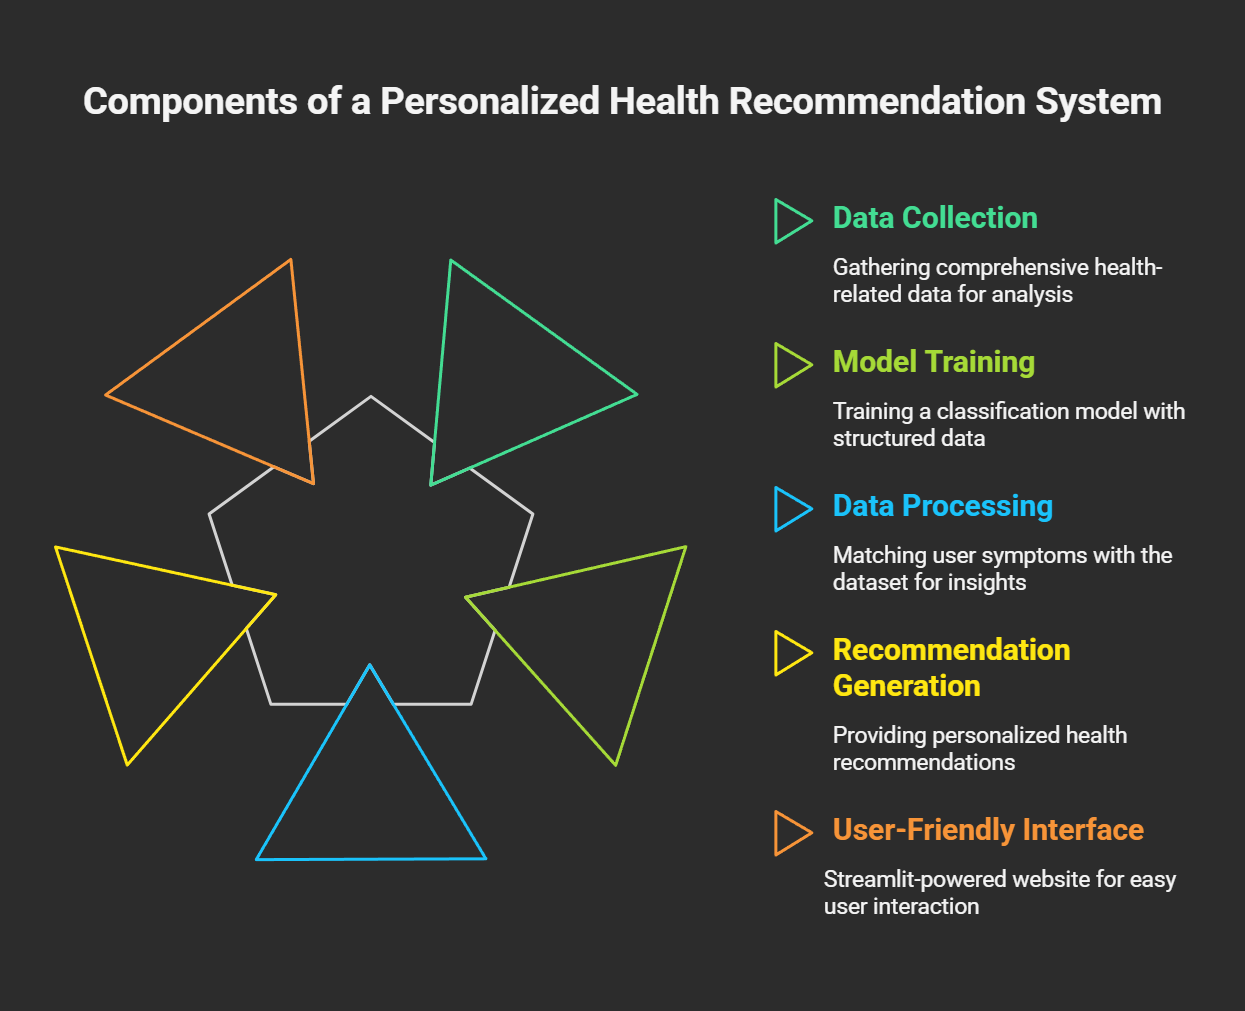 Components of a Personalized Health Recommendation System
Data Collection
Gathering comprehensive health-
related data for analysis
Model Training
Training a classification model with
structured data
Data Processing
Matching user symptoms with the
dataset for insights
Recommendation
Generation
Providing personalized health
recommendations
User-Friendly Interface
Streamlit-powered website for easy
user interaction